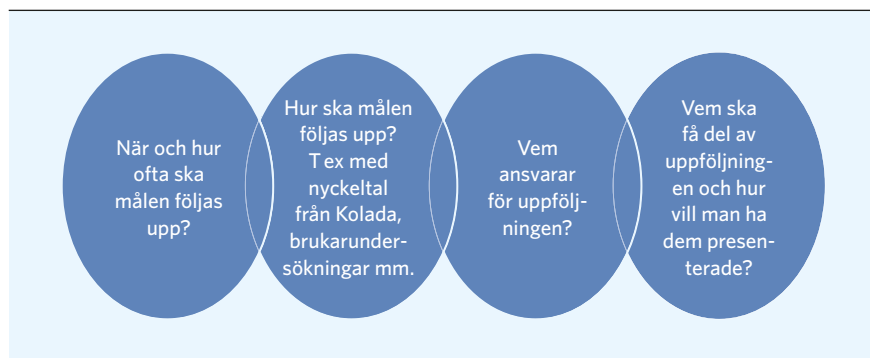 När och hur
ofta ska
målen följas
upp?
Hur ska målen
följas upp?
T ex med
nyckeltal
från Kolada,
brukarunder-
sökningar mm.
Vem
ansvarar
för uppfölj-
ningen?
Vem ska
få del av
uppföljning-
en och hur
vill man ha
dem presen-
terade?